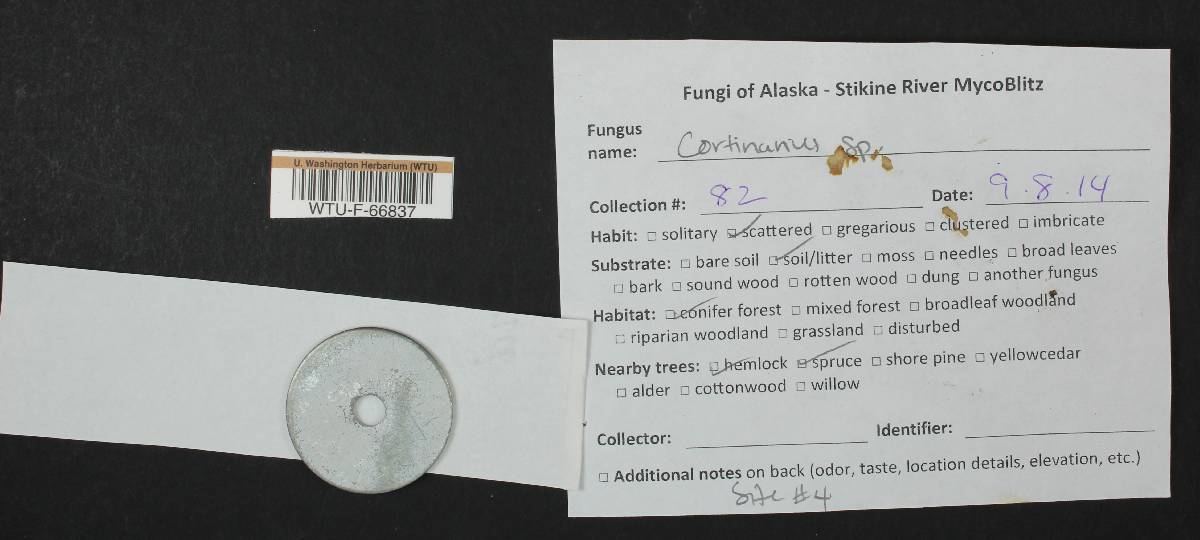 U. Washington Herbarium (WTU)
WTU-F-66837
Fungi of Alaska - Stikine River MycoBlitz
Fungus name: Cortinarius sp.
Collection #: 82 Date: 9.8.14
Habit: □ solitary ☑ scattered □ gregarious □ clustered □ imbricate
Substrate: □ bare soil ☑ soil/litter □ moss □ needles □ broad leaves
□ bark □ sound wood □ rotten wood □ dung □ another fungus
Habitat: ☑ conifer forest □ mixed forest □ broadleaf woodland
□ riparian woodland □ grassland □ disturbed
Nearby trees: ☑ hemlock ☑ spruce □ shore pine □ yellowcedar
□ alder □ cottonwood □ willow
Collector: Identifier:
□ Additional notes on back (odor, taste, location details, elevation, etc.)
Site #4